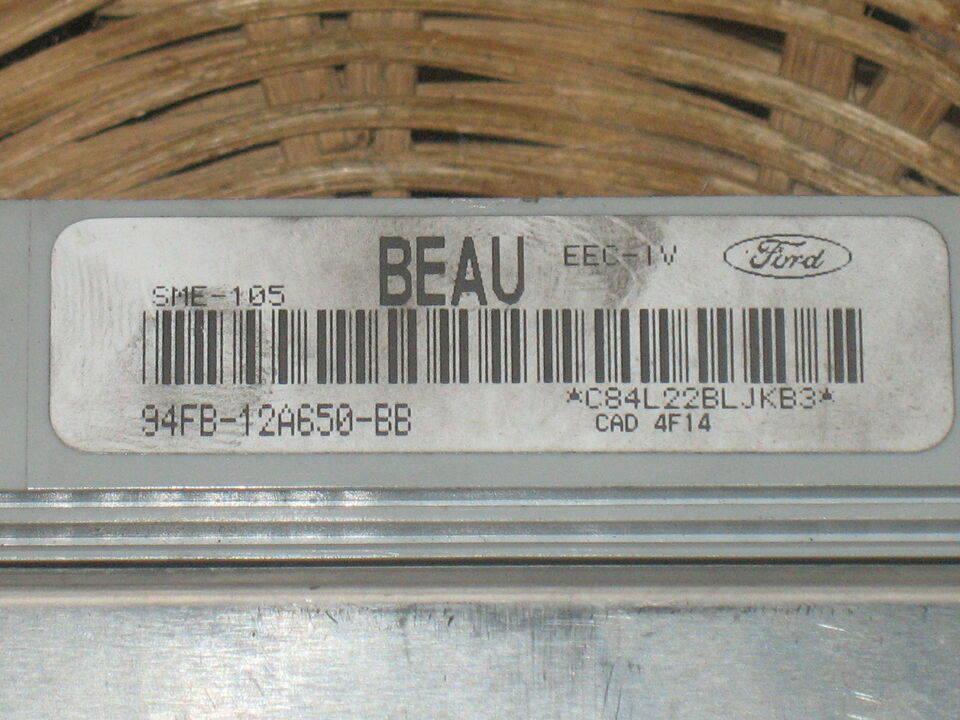 BEAU EEC-IV Ford
SME-105
94FB-12A650-BB
*C84L22BLJKB3*
CAD 4F14